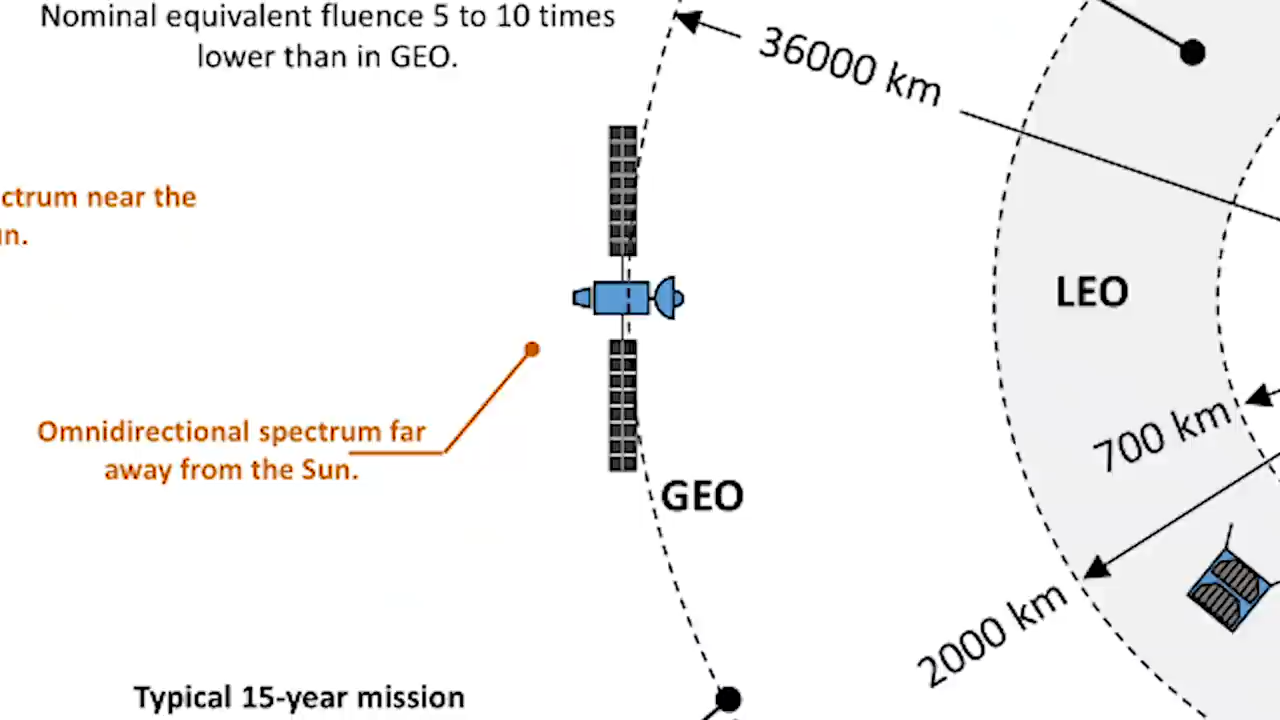 Nominal equivalent fluence 5 to 10 times
lower than in GEO.
36000 km
near the
LEO
700 km
Omnidirectional spectrum far
away from the Sun.
GEO
2000 km
Typical 15-year mission